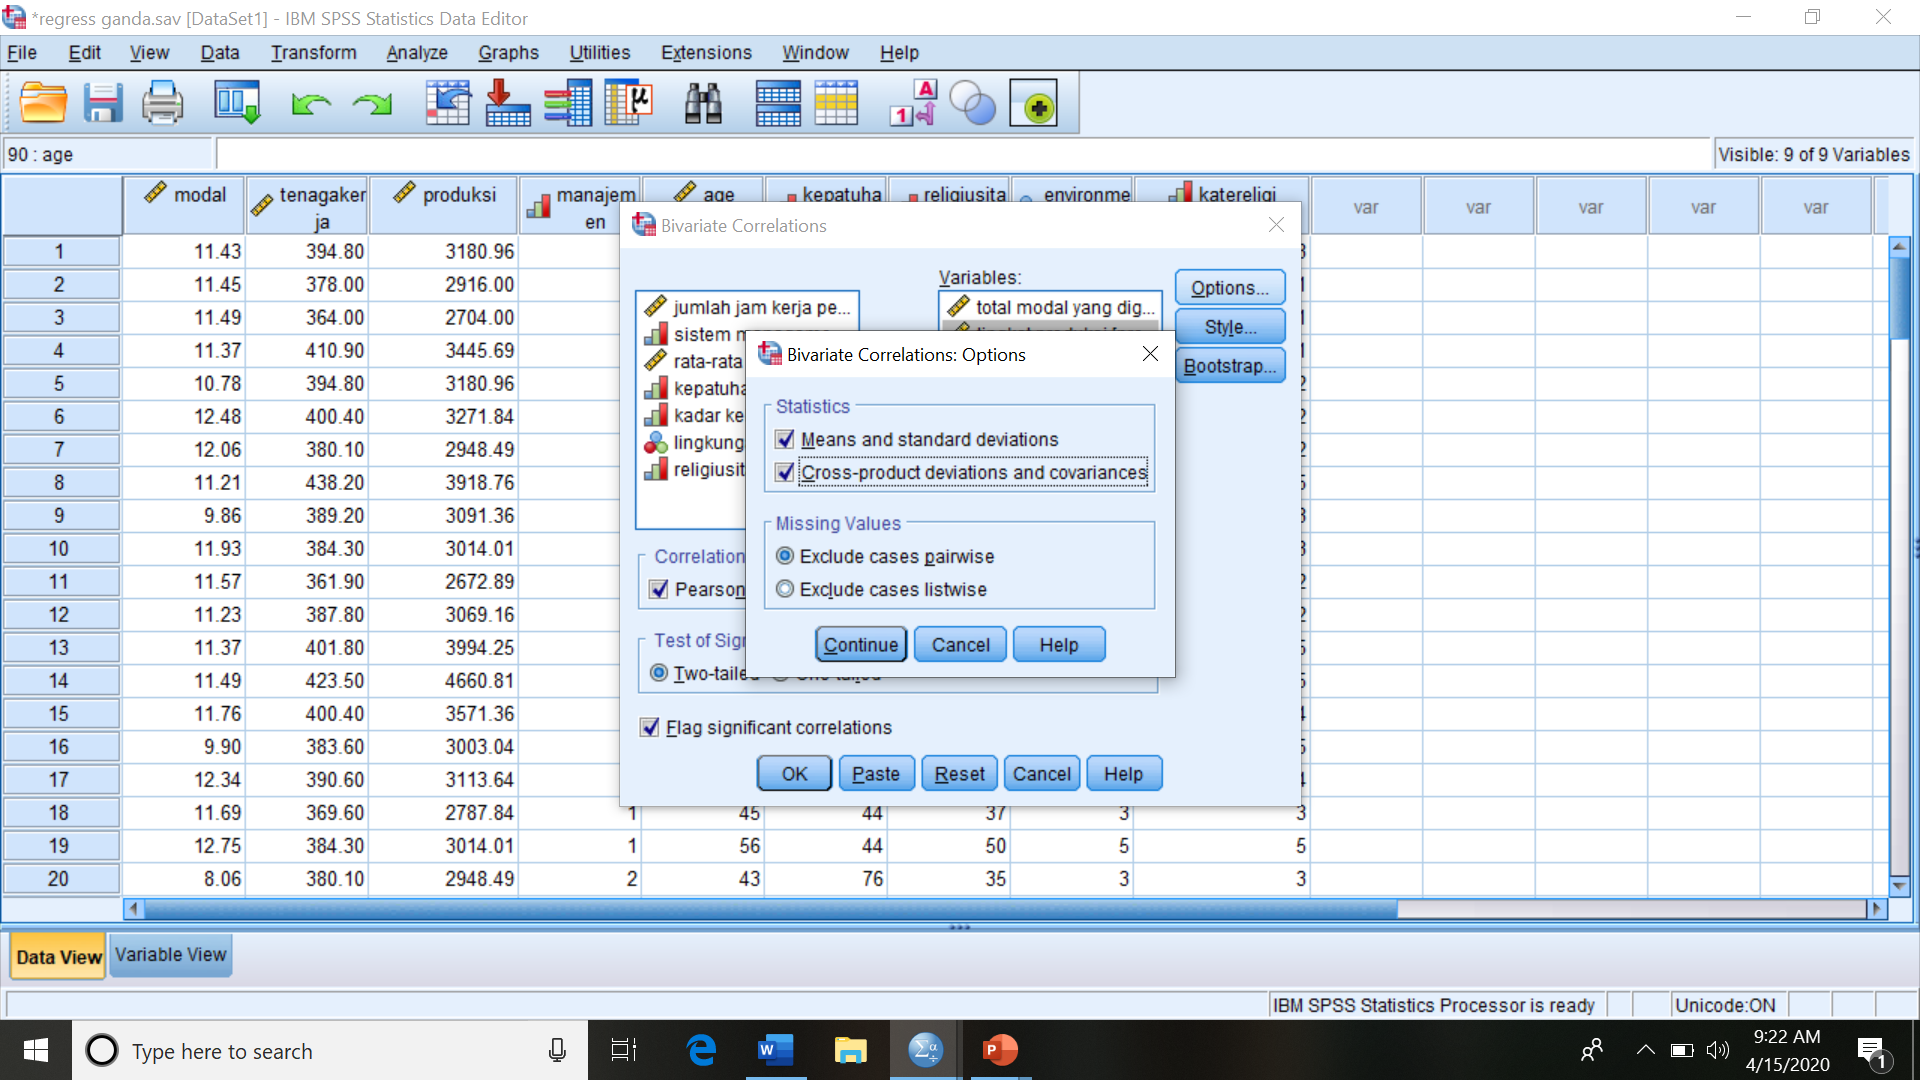 *regress ganda.sav [DataSet1] - IBM SPSS Statistics Data Editor
File Edit View Data Transform Analyze Graphs Utilities Extensions Window Help
90 : age
Visible: 9 of 9 Variables
modal tenagakerja produksi manajemen age kepatuha religiusita environme katereligi var var var var var
1 11.43 394.80 3180.96
2 11.45 378.00 2916.00
3 11.49 364.00 2704.00
4 11.37 410.90 3445.69
5 10.78 394.80 3180.96
6 12.48 400.40 3271.84
7 12.06 380.10 2948.49
8 11.21 438.20 3918.76
9 9.86 389.20 3091.36
10 11.93 384.30 3014.01
11 11.57 361.90 2672.89
12 11.23 387.80 3069.16
13 11.37 401.80 3994.25
14 11.49 423.50 4660.81
15 11.76 400.40 3571.36
16 9.90 383.60 3003.04
17 12.34 390.60 3113.64
18 11.69 369.60 2787.84 1 45 44 37 3 3
19 12.75 384.30 3014.01 1 56 44 50 5 5
20 8.06 380.10 2948.49 2 43 76 35 3 3
Bivariate Correlations
Variables:
jumlah jam kerja pe...
sistem
rata-rata
kepatuha
kadar ke
lingkung
religiusit
total modal yang dig...
Options...
Style...
Bootstrap...
Correlation
Pearson
Test of Sig
Two-tailed
Flag significant correlations
OK Paste Reset Cancel Help
Bivariate Correlations: Options
Statistics
Means and standard deviations
Cross-product deviations and covariances
Missing Values
Exclude cases pairwise
Exclude cases listwise
Continue Cancel Help
Data View Variable View
IBM SPSS Statistics Processor is ready Unicode:ON
Type here to search
9:22 AM
4/15/2020
1